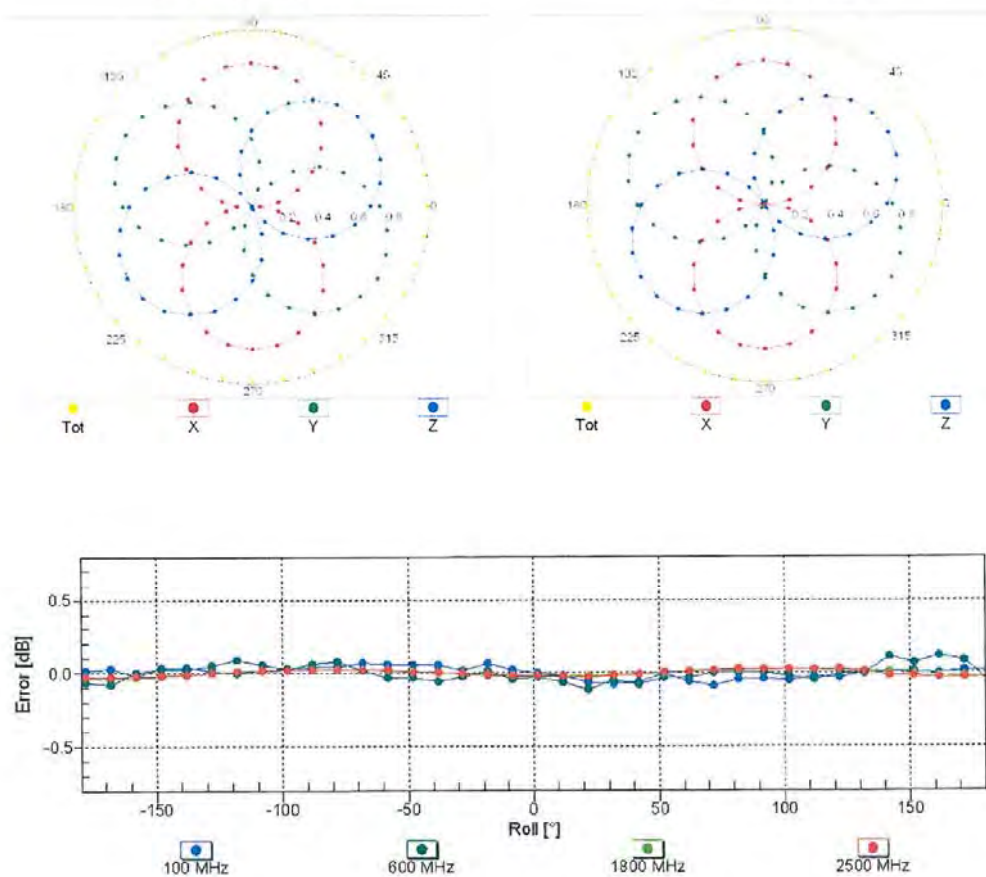 90 90
135 45 135 45
180 0.2 0.4 0.6 0.8 0 180 0.2 0.4 0.6 0.8 0
225 315 225 315
270 270
Tot X Y Z Tot X Y Z
Error [dB]
0.5
0.0
-0.5
-150 -100 -50 0 50 100 150
Roll [°]
100 MHz 600 MHz 1800 MHz 2500 MHz